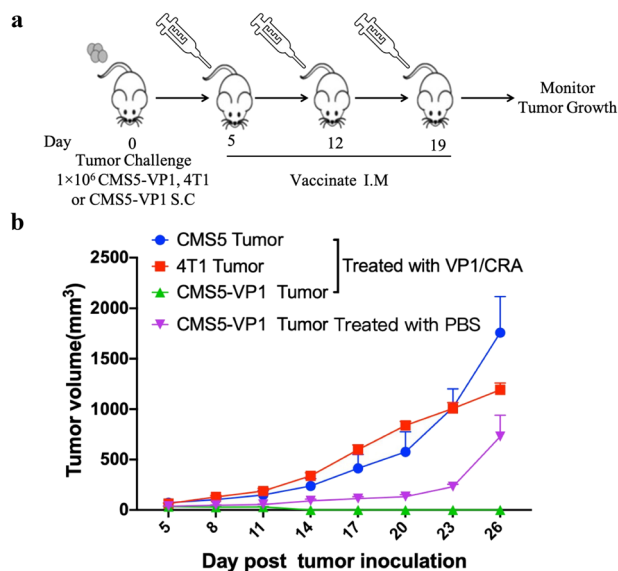 a
Monitor
Tumor Growth
Day 0 5 12 19
Tumor Challenge
1×10⁶ CMS5-VP1, 4T1
or CMS5-VP1 S.C
Vaccinate I.M
b
CMS5 Tumor
4T1 Tumor
CMS5-VP1 Tumor
Treated with VP1/CRA
CMS5-VP1 Tumor Treated with PBS
Tumor volume(mm³)
2500
2000
1500
1000
500
0
5 8 11 14 17 20 23 26
Day post tumor inoculation